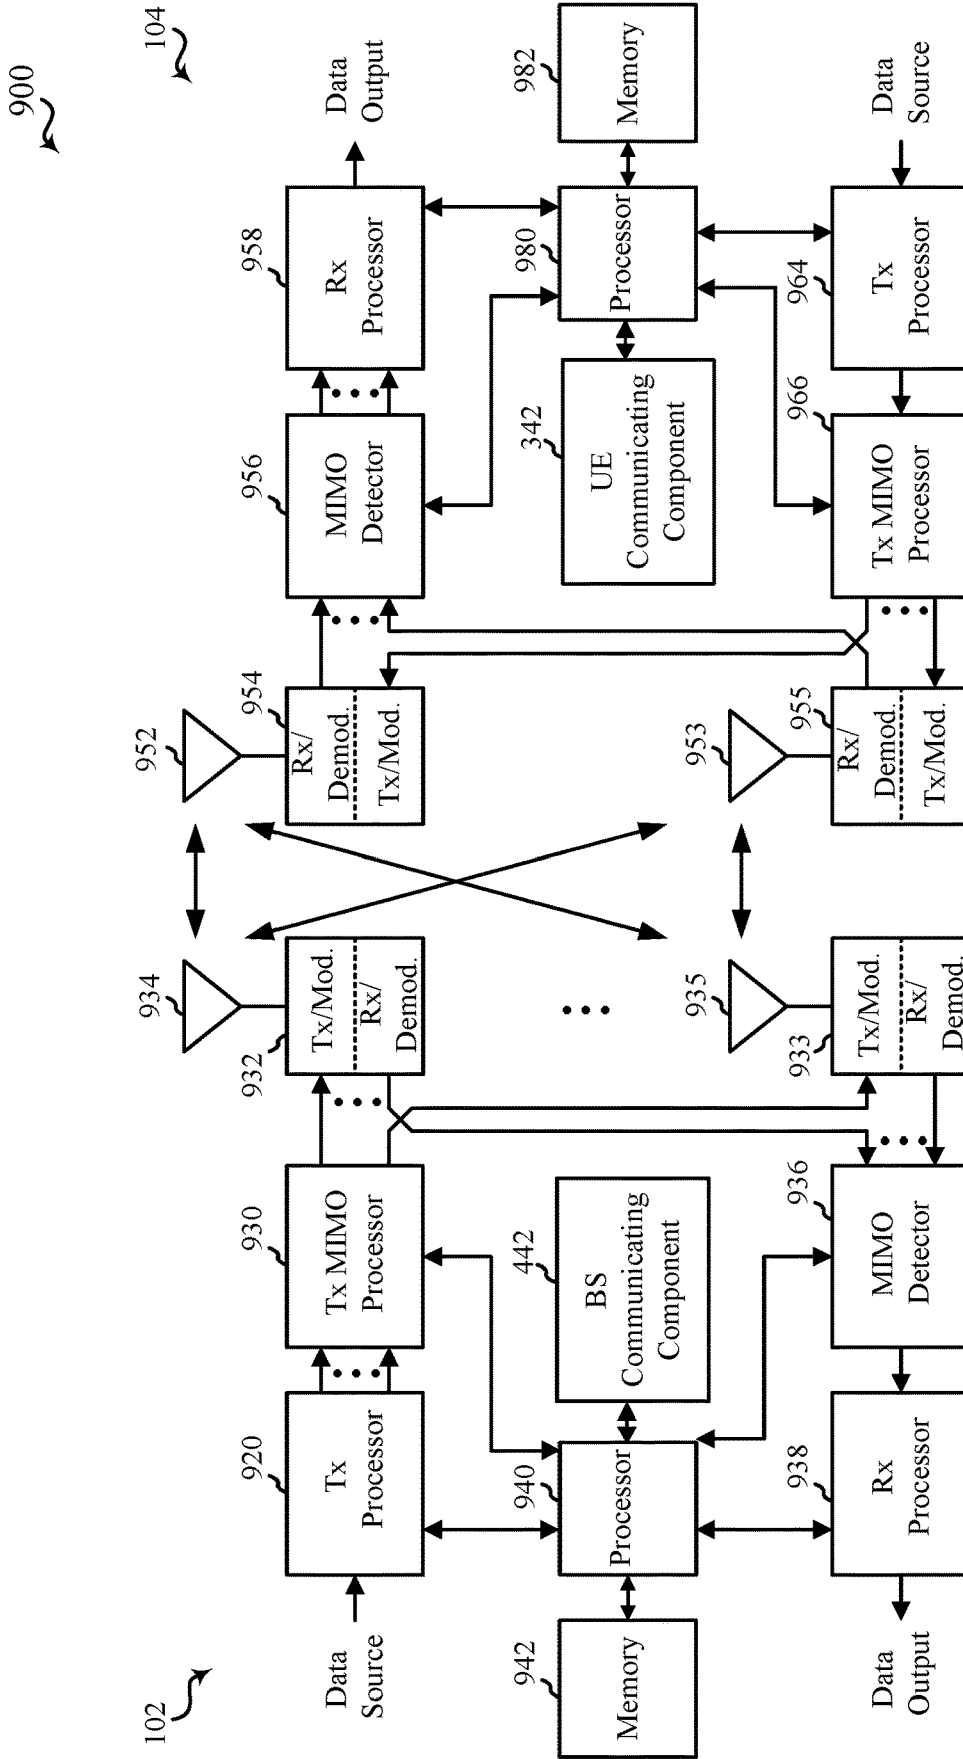 900
102
104
Data
Source
920
Tx
Processor
930
Tx MIMO
Processor
932
Tx/Mod.
Rx/
Demod.
934
952
954
Rx/
Demod.
Tx/Mod.
956
MIMO
Detector
958
Rx
Processor
Data
Output
942
Memory
940
Processor
442
BS
Communicating
Component
342
UE
Communicating
Component
980
Processor
982
Memory
Data
Output
938
Rx
Processor
936
MIMO
Detector
933
Tx/Mod.
Rx/
Demod.
935
953
955
Rx/
Demod.
Tx/Mod.
966
Tx MIMO
Processor
964
Tx
Processor
Data
Source